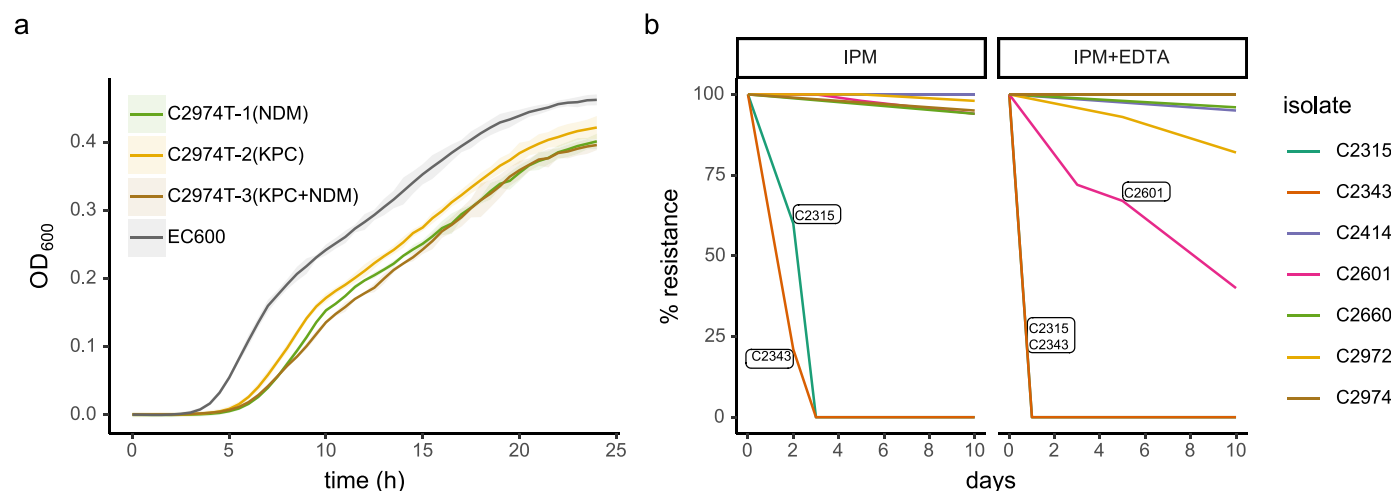 a
OD600
0.4
0.3
0.2
0.1
0.0
C2974T-1(NDM)
C2974T-2(KPC)
C2974T-3(KPC+NDM)
EC600
0 5 10 15 20 25
time (h)
b
IPM IPM+EDTA
% resistance
100
75
50
25
0
C2315
C2343
C2601
C2315
C2343
0 2 4 6 8 10 0 2 4 6 8 10
days
isolate
C2315
C2343
C2414
C2601
C2660
C2972
C2974